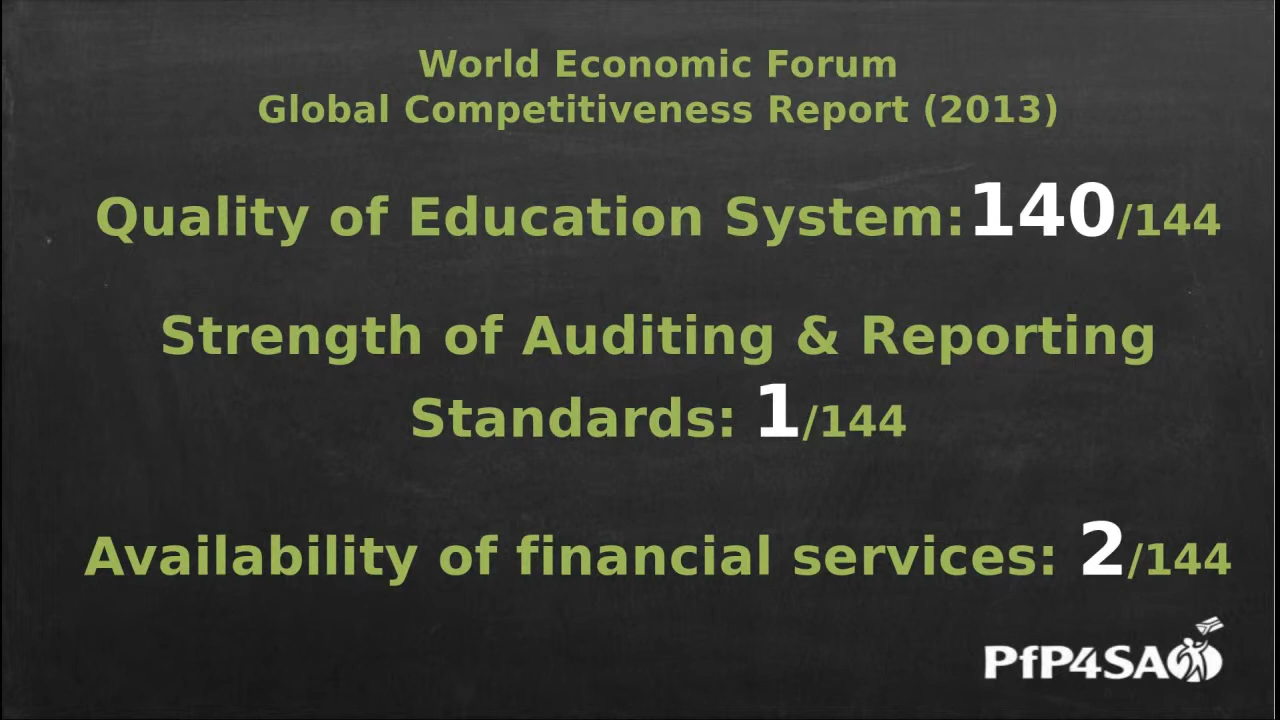 World Economic Forum
Global Competitiveness Report (2013)
Quality of Education System:140/144
Strength of Auditing & Reporting
Standards: 1/144
Availability of financial services: 2/144
PfP4SA